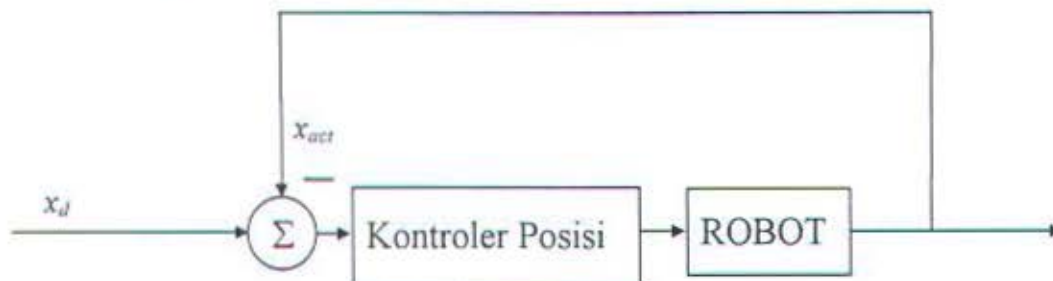 x_act
−
x_d
Σ
Kontroler Posisi
ROBOT